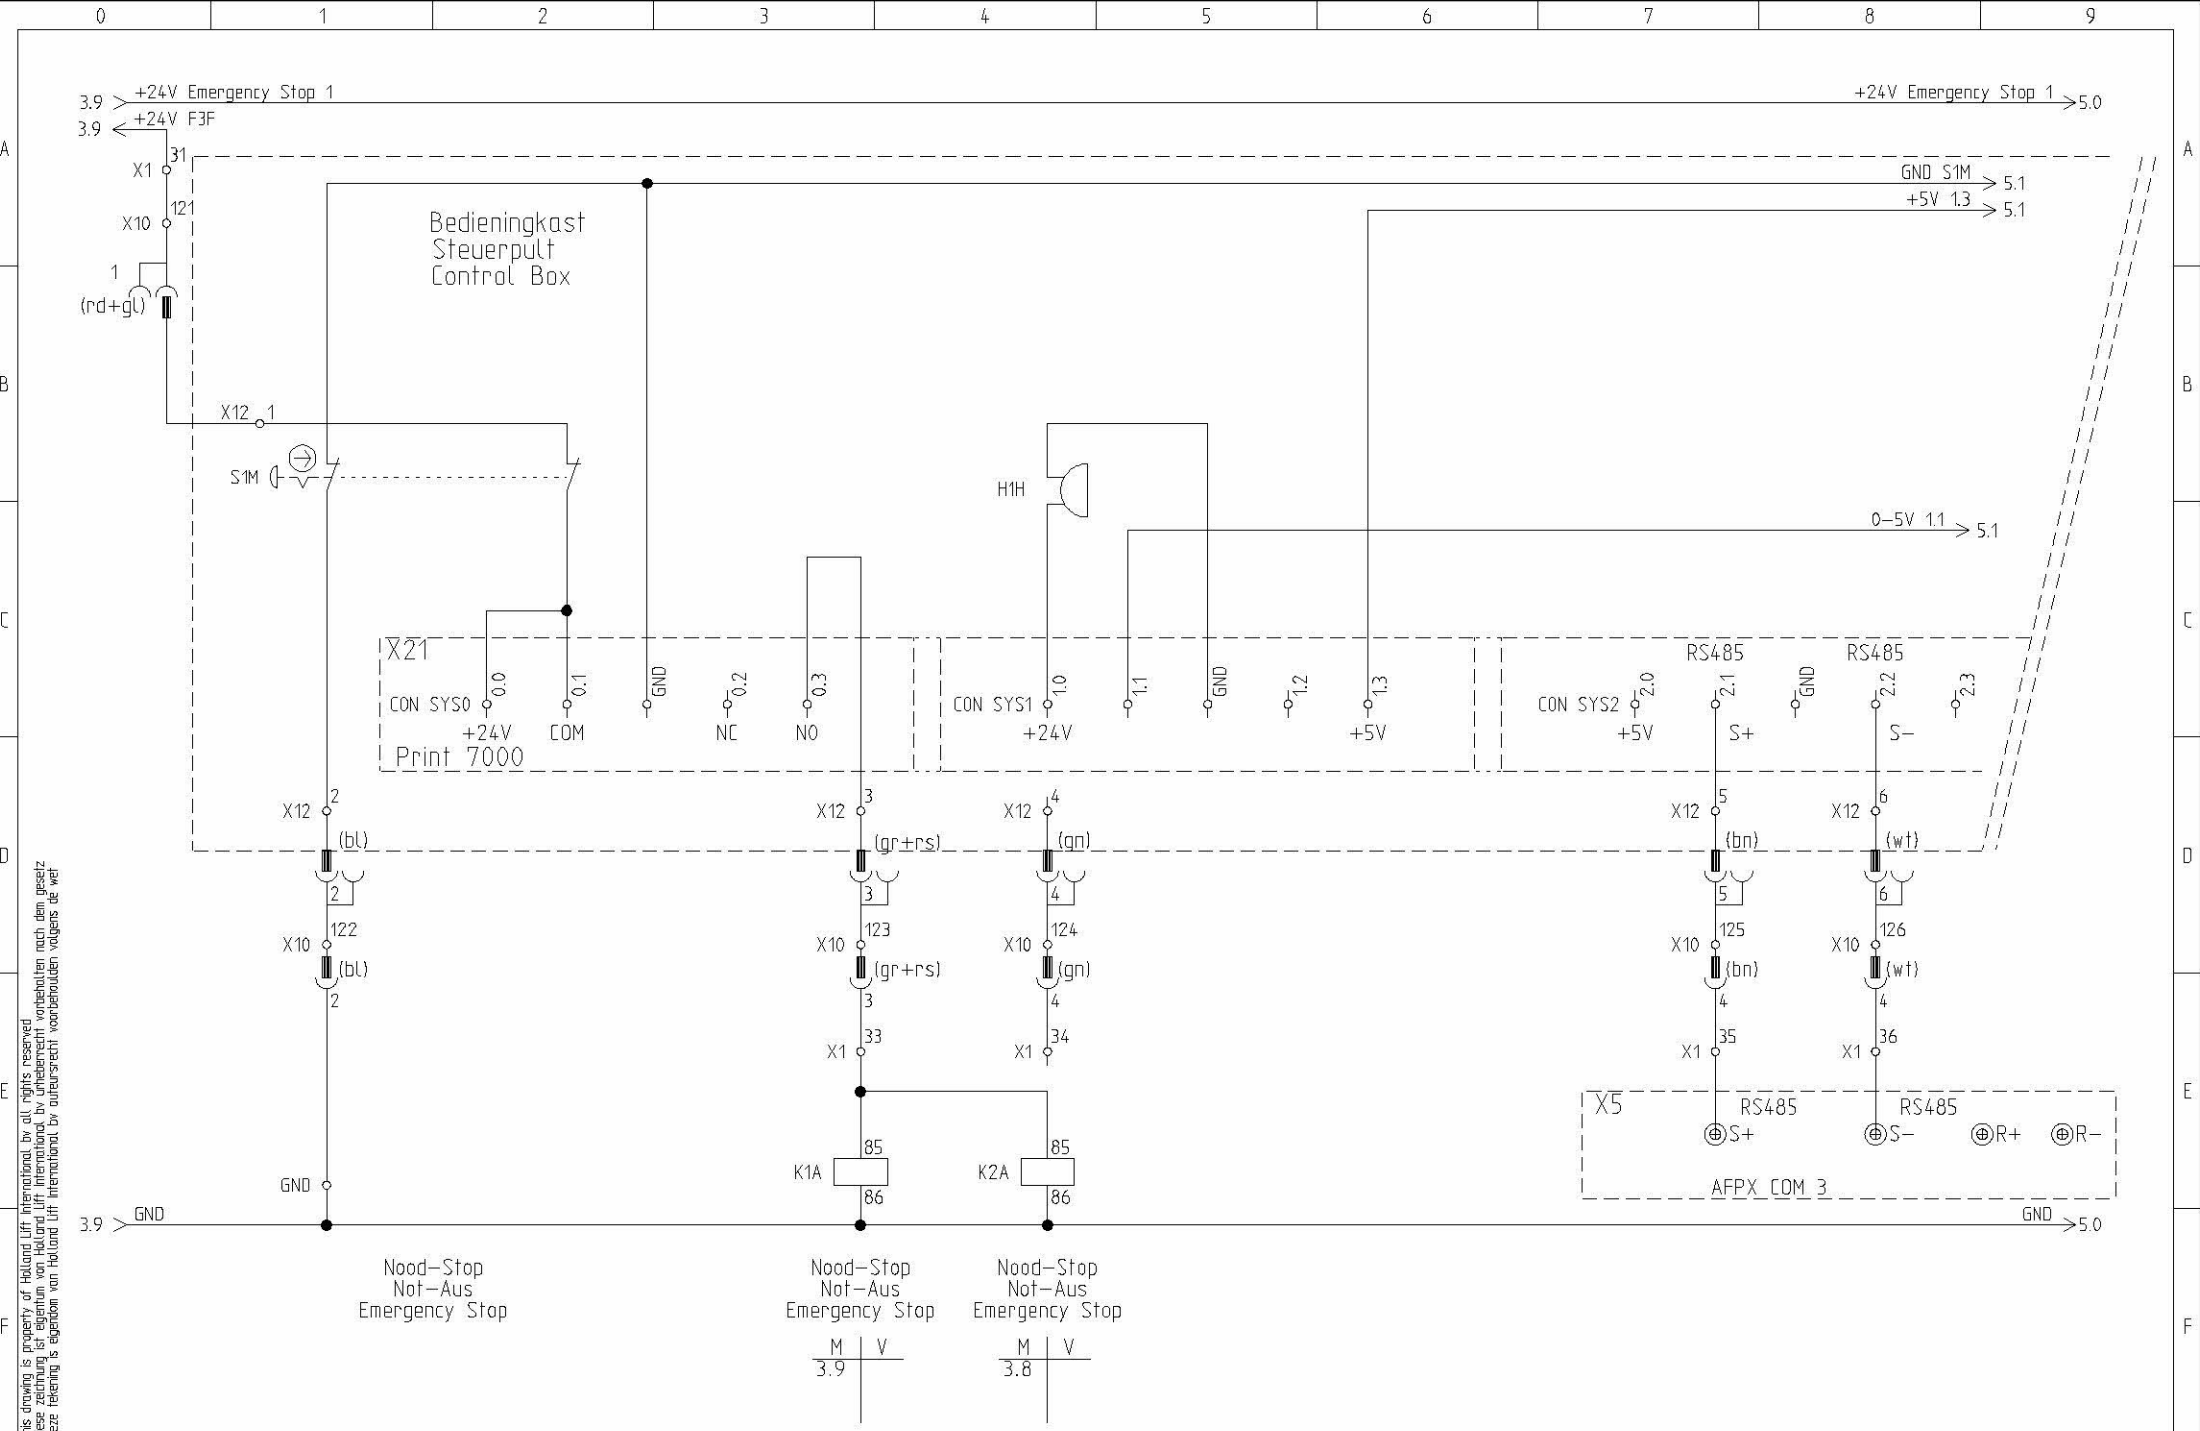 0 1 2 3 4 5 6 7 8 9
+24V Emergency Stop 1
3.9
+24V Emergency Stop 1
5.0
+24V F3F
3.9
A
A
31
X1
GND S1M
5.1
+5V 1.3
5.1
121
X10
Bedieningkast
Steuerpult
Control Box
1
(rd+gl)
B
B
X12 1
S1M
H1H
0-5V 1.1
5.1
C
C
X21
RS485
RS485
CON SYS0 0.0 0.1 GND 0.2 0.3
CON SYS1 1.0 1.1 GND 1.2 1.3
CON SYS2 2.0 2.1 GND 2.2 2.3
+24V COM NC NO +24V +5V +5V S+ S-
Print 7000
2 3 4 5 6
X12 X12 X12 X12 X12
(bl) (gr+rs) (gn) (bn) (wt)
D
D
2 3 4 5 6
122 123 124 125 126
X10 X10 X10 X10 X10
(bl) (gr+rs) (gn) (bn) (wt)
2 3 4 4 4
33 34 35 36
X1 X1 X1 X1
E
E
X5 RS485 RS485
S+ S- R+ R-
AFPX COM 3
85 85
K1A K2A
86 86
GND
3.9 GND
GND 5.0
Nood-Stop
Not-Aus
Emergency Stop
Nood-Stop
Not-Aus
Emergency Stop
M V
3.9
Nood-Stop
Not-Aus
Emergency Stop
M V
3.8
F
F
his drawing is property of Holland Lift International bv all rights reserved
ese zeichnung ist eigentum von Holland Lift International bv urheberrecht vorbehalten nach dem gesetz
eze tekening is eigendom van Holland Lift International bv auteursrecht voorbehouden volgens de wet